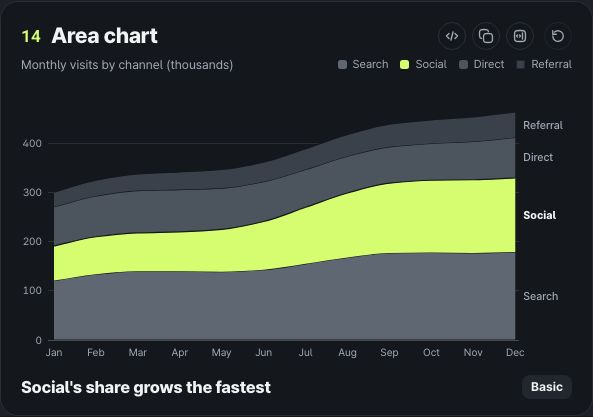 14 Area chart
Monthly visits by channel (thousands)
Search Social Direct Referral
400
300
200
100
0
Referral
Direct
Social
Search
Jan Feb Mar Apr May Jun Jul Aug Sep Oct Nov Dec
Social's share grows the fastest
Basic